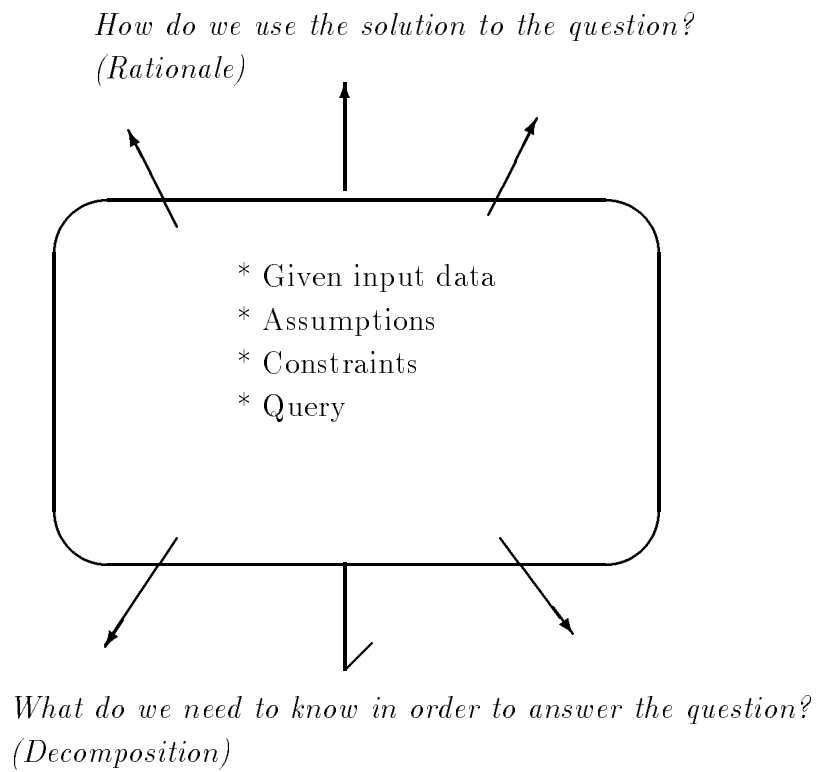 How do we use the solution to the question?
(Rationale)
* Given input data
* Assumptions
* Constraints
* Query
What do we need to know in order to answer the question?
(Decomposition)